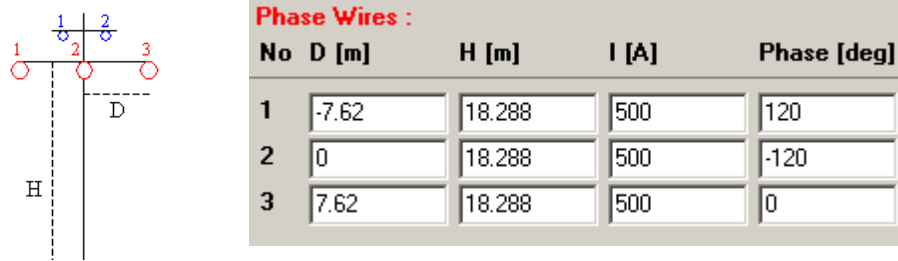 1 2
1 2 3
D
H
Phase Wires :
No D [m] H [m] I [A] Phase [deg]
1 -7.62 18.288 500 120
2 0 18.288 500 -120
3 7.62 18.288 500 0